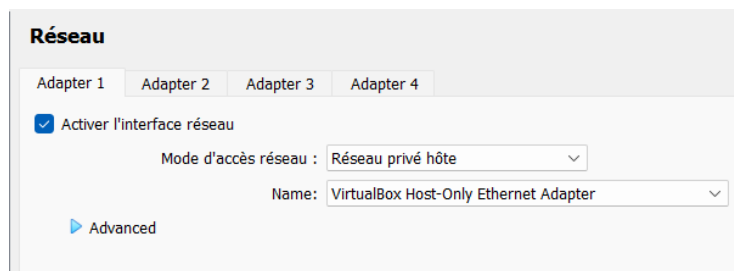 Réseau
Adapter 1 Adapter 2 Adapter 3 Adapter 4
Activer l'interface réseau
Mode d'accès réseau : Réseau privé hôte
Name: VirtualBox Host-Only Ethernet Adapter
Advanced